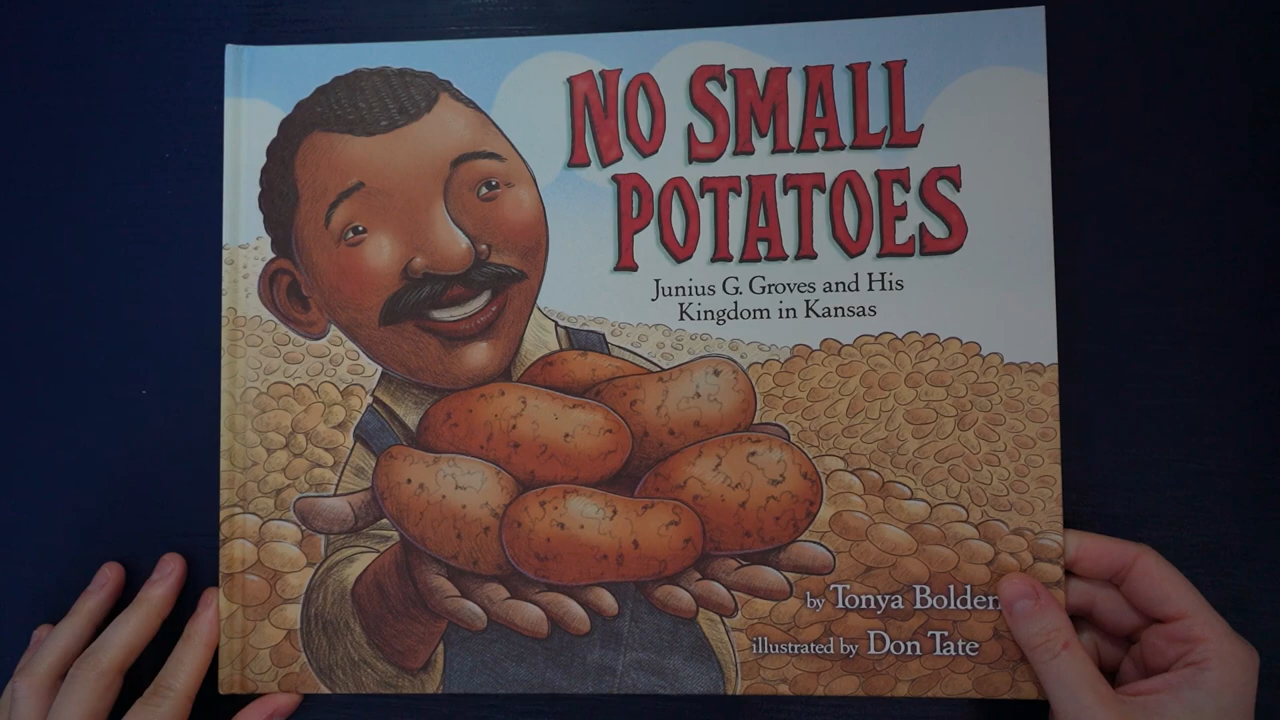 NO SMALL
POTATOES
Junius G. Groves and His
Kingdom in Kansas
by Tonya Bolden
illustrated by Don Tate